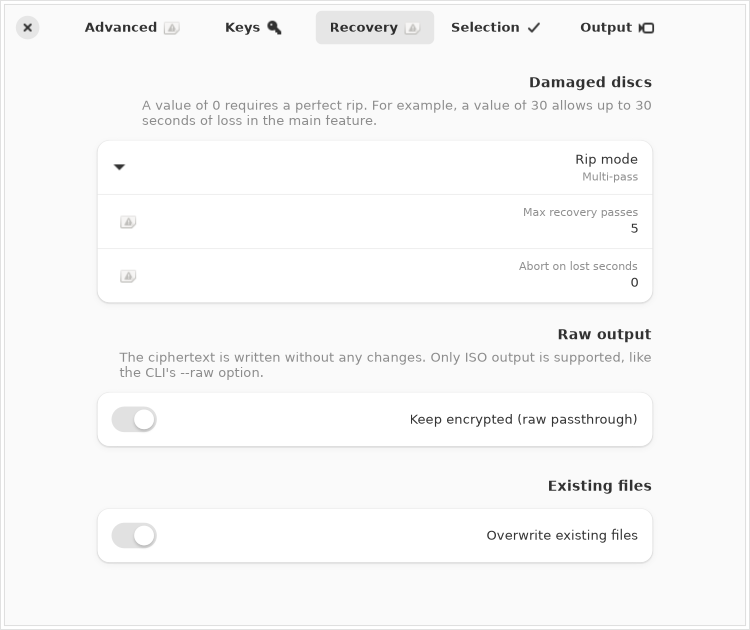 Advanced
Keys
Recovery
Selection
Output
Damaged discs
A value of 0 requires a perfect rip. For example, a value of 30 allows up to 30
seconds of loss in the main feature.
Rip mode
Multi-pass
Max recovery passes
5
Abort on lost seconds
0
Raw output
The ciphertext is written without any changes. Only ISO output is supported, like
the CLI's --raw option.
Keep encrypted (raw passthrough)
Existing files
Overwrite existing files